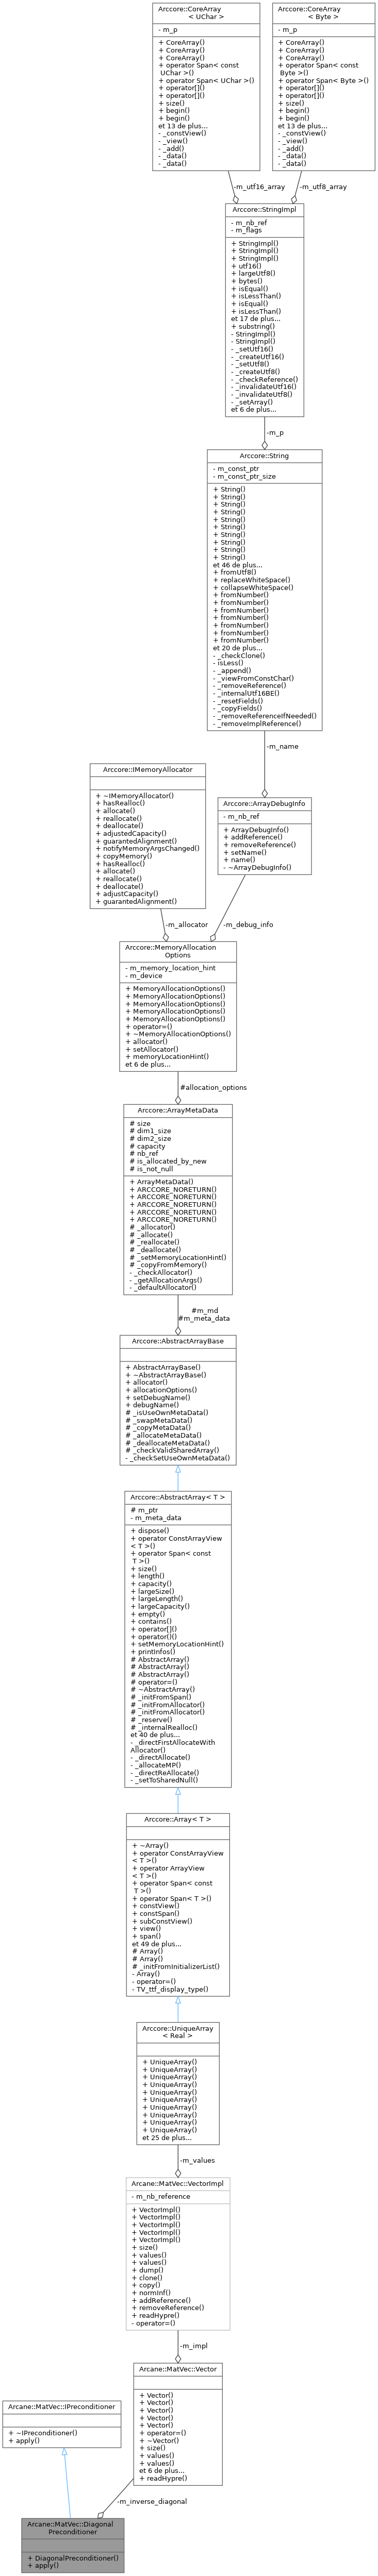 Arccore::CoreArray
< UChar >
- m_p
+ CoreArray()
+ CoreArray()
+ CoreArray()
+ operator Span< const
UChar >()
+ operator Span< UChar >()
+ operator[]()
+ operator[]()
+ size()
+ begin()
+ begin()
et 13 de plus...
- _constView()
- _view()
- _add()
- _data()
- _data()
Arccore::CoreArray
< Byte >
- m_p
+ CoreArray()
+ CoreArray()
+ CoreArray()
+ operator Span< const
Byte >()
+ operator Span< Byte >()
+ operator[]()
+ operator[]()
+ size()
+ begin()
+ begin()
et 13 de plus...
- _constView()
- _view()
- _add()
- _data()
- _data()
-m_utf16_array
-m_utf8_array
Arccore::StringImpl
- m_nb_ref
- m_flags
+ StringImpl()
+ StringImpl()
+ StringImpl()
+ utf16()
+ largeUtf8()
+ bytes()
+ isEqual()
+ isLessThan()
+ isEqual()
+ isLessThan()
et 17 de plus...
+ substring()
- StringImpl()
- StringImpl()
- _setUtf16()
- _createUtf16()
- _setUtf8()
- _createUtf8()
- _checkReference()
- _invalidateUtf16()
- _invalidateUtf8()
- _setArray()
et 6 de plus...
-m_p
Arccore::String
- m_const_ptr
- m_const_ptr_size
+ String()
+ String()
+ String()
+ String()
+ String()
+ String()
+ String()
+ String()
+ String()
+ String()
et 46 de plus...
+ fromUtf8()
+ replaceWhiteSpace()
+ collapseWhiteSpace()
+ fromNumber()
+ fromNumber()
+ fromNumber()
+ fromNumber()
+ fromNumber()
+ fromNumber()
+ fromNumber()
et 20 de plus...
- _checkClone()
- isLess()
- _append()
- _viewFromConstChar()
- _removeReference()
- _internalUtf16BE()
- _resetFields()
- _copyFields()
- _removeReferenceIfNeeded()
- _removeImplReference()
-m_name
Arccore::IMemoryAllocator
+ ~IMemoryAllocator()
+ hasRealloc()
+ allocate()
+ reallocate()
+ deallocate()
+ adjustedCapacity()
+ guarantedAlignment()
+ notifyMemoryArgsChanged()
+ copyMemory()
+ hasRealloc()
+ allocate()
+ reallocate()
+ deallocate()
+ adjustCapacity()
+ guarantedAlignment()
Arccore::ArrayDebugInfo
- m_nb_ref
+ ArrayDebugInfo()
+ addReference()
+ removeReference()
+ setName()
+ name()
- ~ArrayDebugInfo()
-m_allocator
-m_debug_info
Arccore::MemoryAllocation
Options
- m_memory_location_hint
- m_device
+ MemoryAllocationOptions()
+ MemoryAllocationOptions()
+ MemoryAllocationOptions()
+ MemoryAllocationOptions()
+ MemoryAllocationOptions()
+ operator=()
+ ~MemoryAllocationOptions()
+ allocator()
+ setAllocator()
+ memoryLocationHint()
et 6 de plus...
#allocation_options
Arccore::ArrayMetaData
# size
# dim1_size
# dim2_size
# capacity
# nb_ref
# is_allocated_by_new
# is_not_null
+ ArrayMetaData()
+ ARCCORE_NORETURN()
+ ARCCORE_NORETURN()
+ ARCCORE_NORETURN()
+ ARCCORE_NORETURN()
+ ARCCORE_NORETURN()
# _allocator()
# _allocate()
# _reallocate()
# _deallocate()
# _setMemoryLocationHint()
# _copyFromMemory()
- _checkAllocator()
- _getAllocationArgs()
- _defaultAllocator()
#m_md
#m_meta_data
Arccore::AbstractArrayBase
+ AbstractArrayBase()
+ ~AbstractArrayBase()
+ allocator()
+ allocationOptions()
+ setDebugName()
+ debugName()
# _isUseOwnMetaData()
# _swapMetaData()
# _copyMetaData()
# _allocateMetaData()
# _deallocateMetaData()
# _checkValidSharedArray()
- _checkSetUseOwnMetaData()
Arccore::AbstractArray< T >
# m_ptr
- m_meta_data
+ dispose()
+ operator ConstArrayView
< T >()
+ operator Span< const
T >()
+ size()
+ length()
+ capacity()
+ largeSize()
+ largeLength()
+ largeCapacity()
+ empty()
+ contains()
+ operator[]()
+ operator()()
+ setMemoryLocationHint()
+ printInfos()
# AbstractArray()
# AbstractArray()
# AbstractArray()
# operator=()
# ~AbstractArray()
# _initFromSpan()
# _initFromAllocator()
# _initFromAllocator()
# _reserve()
# _internalRealloc()
et 40 de plus...
- _directFirstAllocateWith
Allocator()
- _directAllocate()
- _allocateMP()
- _directReAllocate()
- _setToSharedNull()
Arccore::Array< T >
+ ~Array()
+ operator ConstArrayView
< T >()
+ operator ArrayView
< T >()
+ operator Span< const
T >()
+ operator Span< T >()
+ constView()
+ constSpan()
+ subConstView()
+ view()
+ span()
et 49 de plus...
# Array()
# Array()
# _initFromInitializerList()
- Array()
- operator=()
- TV_ttf_display_type()
Arccore::UniqueArray
< Real >
+ UniqueArray()
+ UniqueArray()
+ UniqueArray()
+ UniqueArray()
+ UniqueArray()
+ UniqueArray()
+ UniqueArray()
+ UniqueArray()
+ UniqueArray()
+ UniqueArray()
et 25 de plus...
-m_values
Arcane::MatVec::VectorImpl
- m_nb_reference
+ VectorImpl()
+ VectorImpl()
+ VectorImpl()
+ VectorImpl()
+ VectorImpl()
+ size()
+ values()
+ values()
+ dump()
+ clone()
+ copy()
+ normInf()
+ addReference()
+ removeReference()
+ readHypre()
- operator=()
-m_impl
Arcane::MatVec::Vector
+ Vector()
+ Vector()
+ Vector()
+ Vector()
+ Vector()
+ operator=()
+ ~Vector()
+ size()
+ values()
+ values()
et 6 de plus...
+ readHypre()
Arcane::MatVec::IPreconditioner
+ ~IPreconditioner()
+ apply()
-m_inverse_diagonal
Arcane::MatVec::Diagonal
Preconditioner
+ DiagonalPreconditioner()
+ apply()